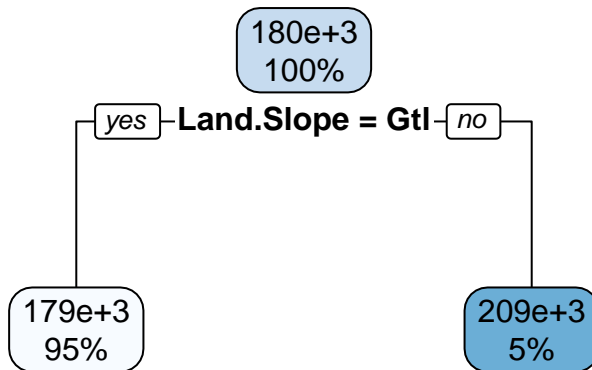 180e+3
100%
yes Land.Slope = Gtl no
179e+3
95%
209e+3
5%